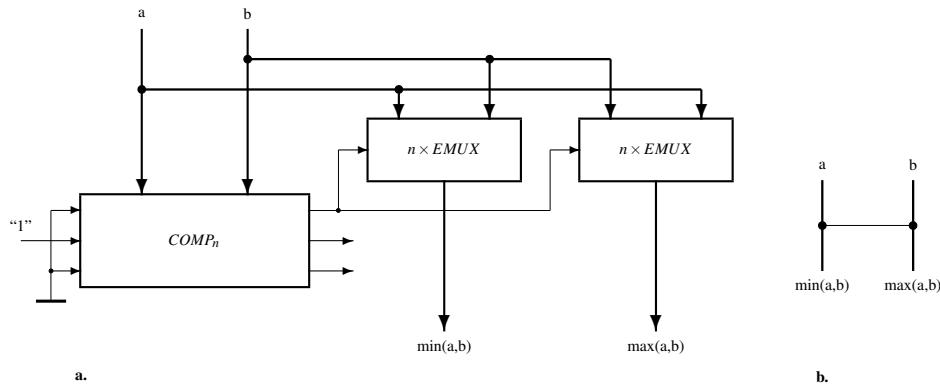 a b
n × EMUX n × EMUX
a b
“1”
COMPn
min(a,b) max(a,b)
min(a,b) max(a,b)
a. b.